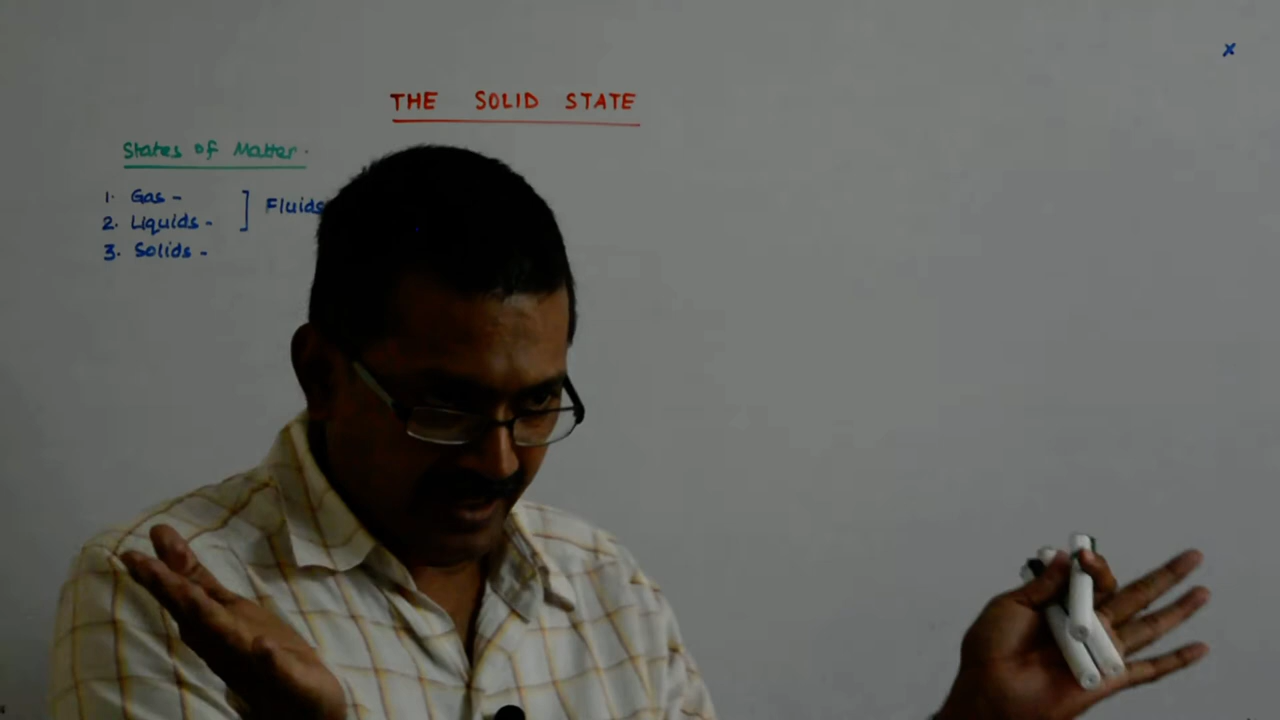 x
THE SOLID STATE
States of Matter.
1. Gas -
2. Liquids - ] Fluids
3. Solids -